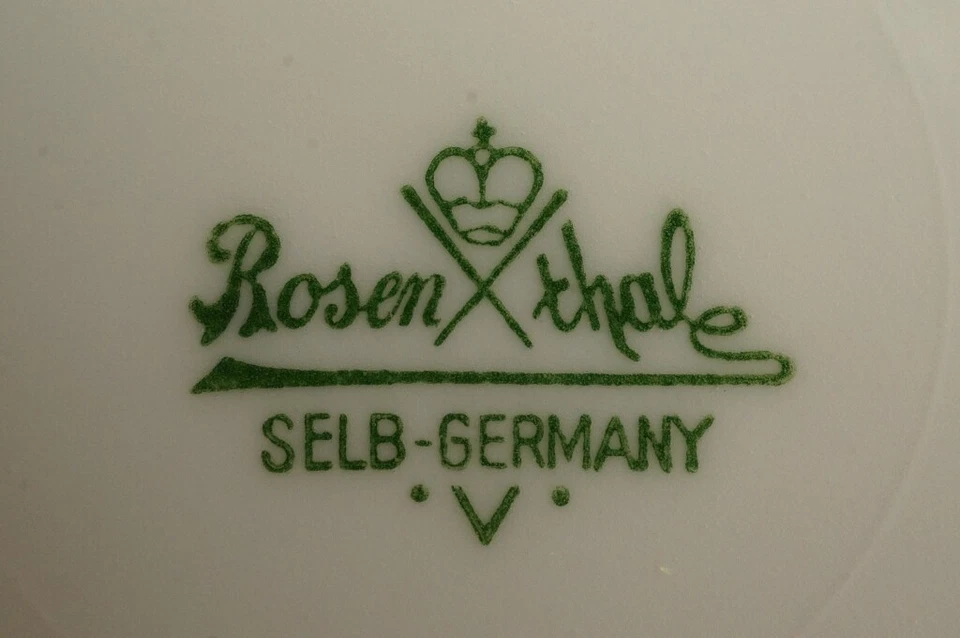 Rosenthal
SELB-GERMANY
• V •